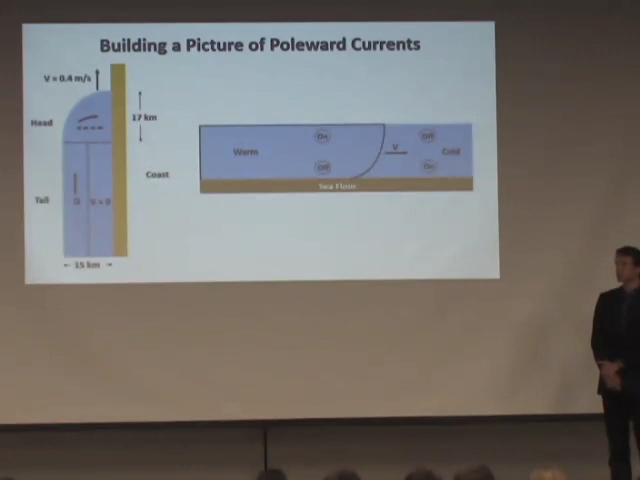 Building a Picture of Poleward Currents
V = 0.4 m/s
Head
17 km
Coast
Tail
V = 0
← 15 km →
Warm
On
Off
V
Off
On
Cold
Sea Floor